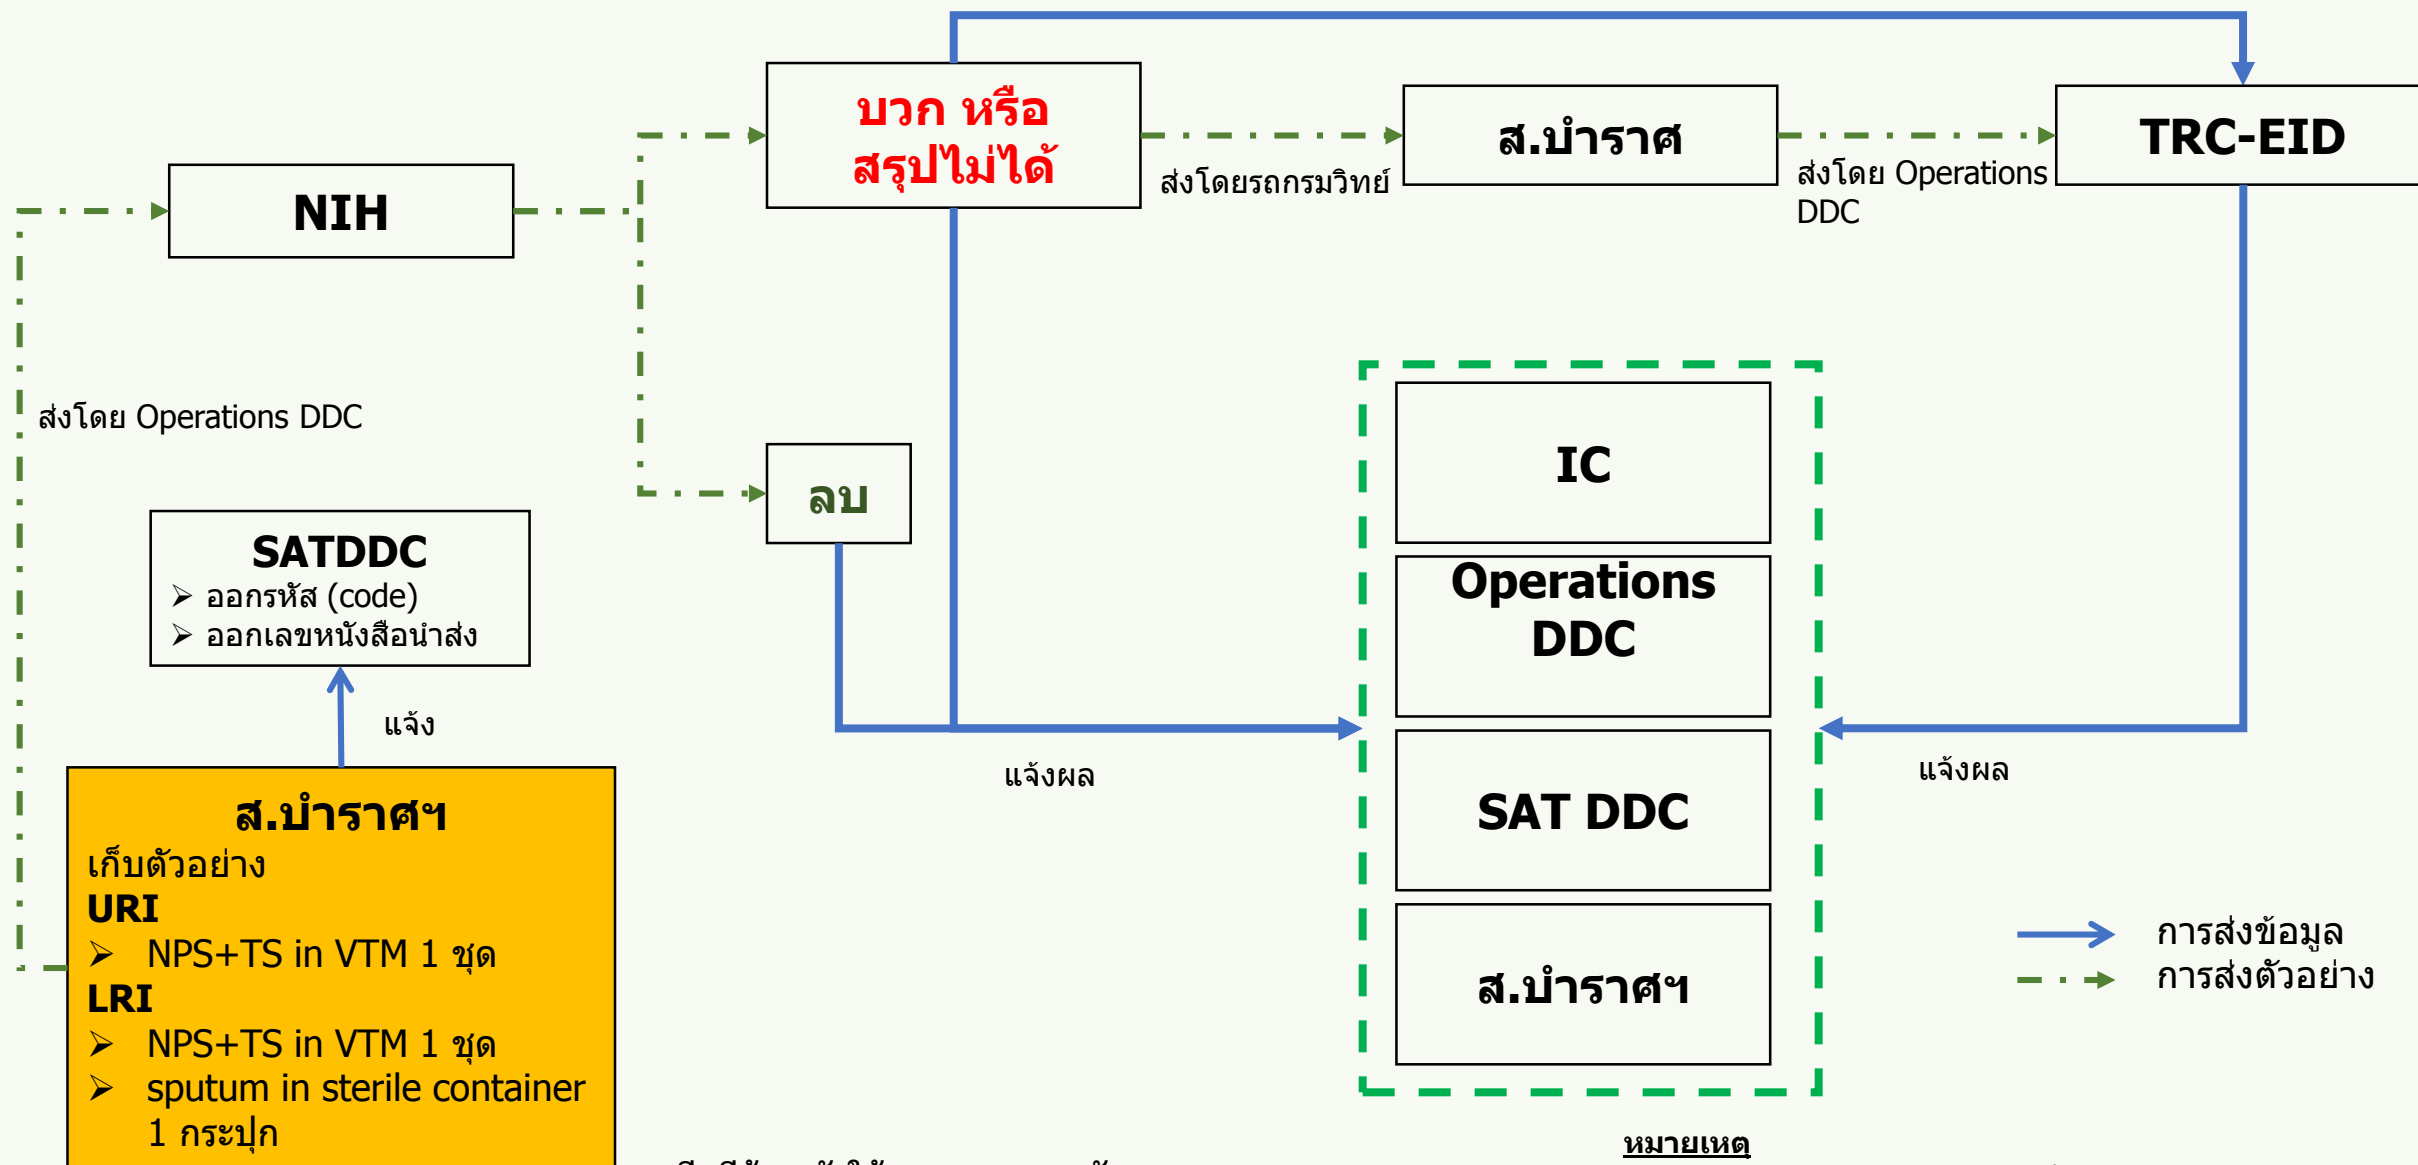 บวก หรือ
สรุปไม่ได้
ส.บำราศ
TRC-EID
NIH
ส่งโดยรถกรมวิทย์
ส่งโดย Operations
DDC
ส่งโดย Operations DDC
IC
ลบ
SATDDC
➢ ออกรหัส (code)
➢ ออกเลขหนังสือนำส่ง
Operations
DDC
แจ้ง
แจ้งผล
แจ้งผล
SAT DDC
ส.บำราศฯ
เก็บตัวอย่าง
URI
➢ NPS+TS in VTM 1 ชุด
LRI
➢ NPS+TS in VTM 1 ชุด
➢ sputum in sterile container
1 กระปุก
ส.บำราศฯ
การส่งข้อมูล
การส่งตัวอย่าง
หมายเหตุ